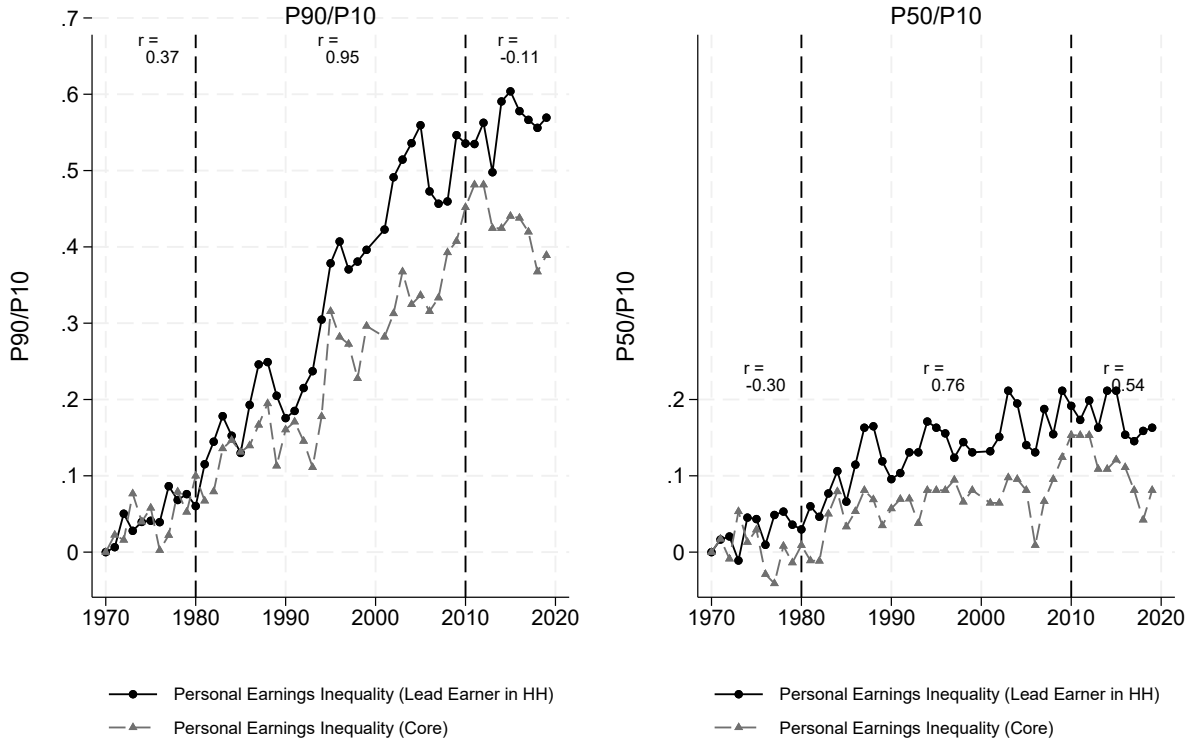 P90/P10
r =
0.37
r =
0.95
r =
-0.11
P90/P10
.7
.6
.5
.4
.3
.2
.1
0
1970 1980 1990 2000 2010 2020
Personal Earnings Inequality (Lead Earner in HH)
Personal Earnings Inequality (Core)
P50/P10
r =
-0.30
r =
0.76
r =
0.54
P50/P10
.2
.1
0
1970 1980 1990 2000 2010 2020
Personal Earnings Inequality (Lead Earner in HH)
Personal Earnings Inequality (Core)